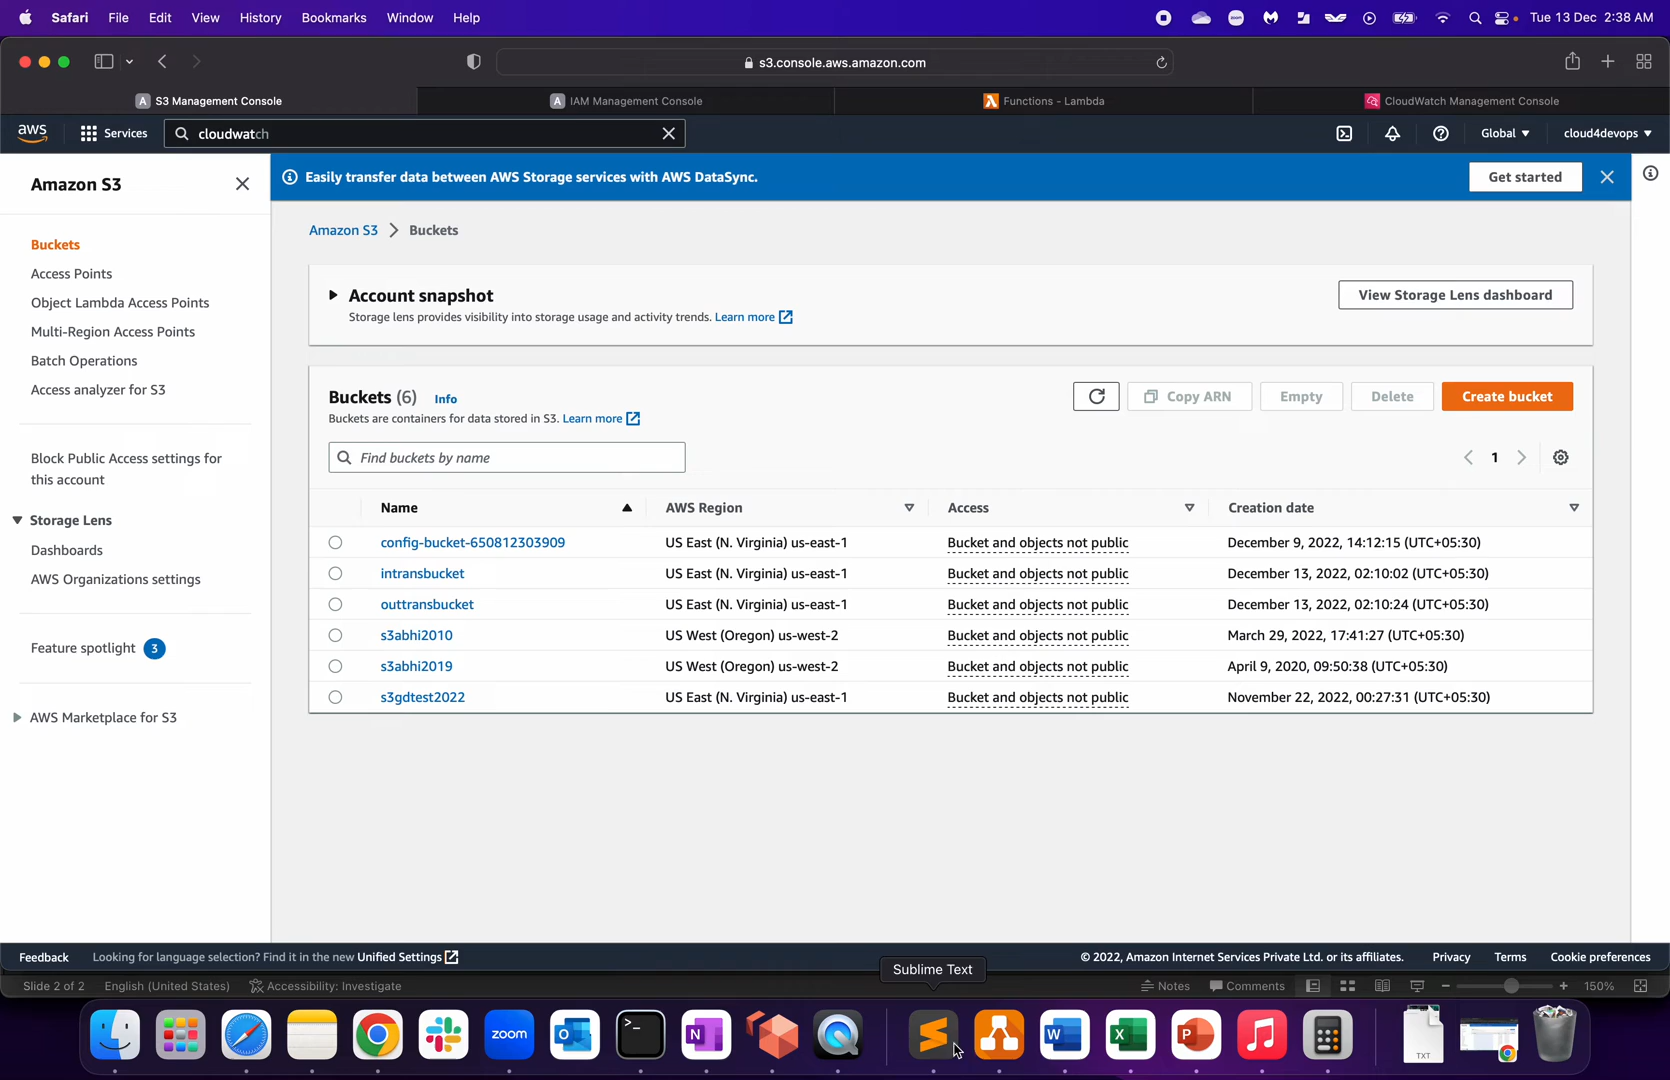 Safari File Edit View History Bookmarks Window Help
zoom
Tue 13 Dec 2:38 AM
s3.console.aws.amazon.com
A S3 Management Console
A IAM Management Console
Functions - Lambda
CloudWatch Management Console
aws
Services
cloudwatch
Global
cloud4devops
Amazon S3
Easily transfer data between AWS Storage services with AWS DataSync.
Get started
Buckets
Access Points
Object Lambda Access Points
Multi-Region Access Points
Batch Operations
Access analyzer for S3
Block Public Access settings for
this account
Storage Lens
Dashboards
AWS Organizations settings
Feature spotlight 3
AWS Marketplace for S3
Amazon S3 Buckets
Account snapshot
Storage lens provides visibility into storage usage and activity trends. Learn more
View Storage Lens dashboard
Buckets (6) Info
Buckets are containers for data stored in S3. Learn more
Copy ARN
Empty
Delete
Create bucket
Find buckets by name
1
Name AWS Region Access Creation date
config-bucket-650812303909 US East (N. Virginia) us-east-1 Bucket and objects not public December 9, 2022, 14:12:15 (UTC+05:30)
intransbucket US East (N. Virginia) us-east-1 Bucket and objects not public December 13, 2022, 02:10:02 (UTC+05:30)
outtransbucket US East (N. Virginia) us-east-1 Bucket and objects not public December 13, 2022, 02:10:24 (UTC+05:30)
s3abhi2010 US West (Oregon) us-west-2 Bucket and objects not public March 29, 2022, 17:41:27 (UTC+05:30)
s3abhi2019 US West (Oregon) us-west-2 Bucket and objects not public April 9, 2020, 09:50:38 (UTC+05:30)
s3gdtest2022 US East (N. Virginia) us-east-1 Bucket and objects not public November 22, 2022, 00:27:31 (UTC+05:30)
Feedback Looking for language selection? Find it in the new Unified Settings
© 2022, Amazon Internet Services Private Ltd. or its affiliates. Privacy Terms Cookie preferences
Sublime Text
Slide 2 of 2 English (United States) Accessibility: Investigate
Notes Comments
150%
zoom
O
N
W
X
P
TXT